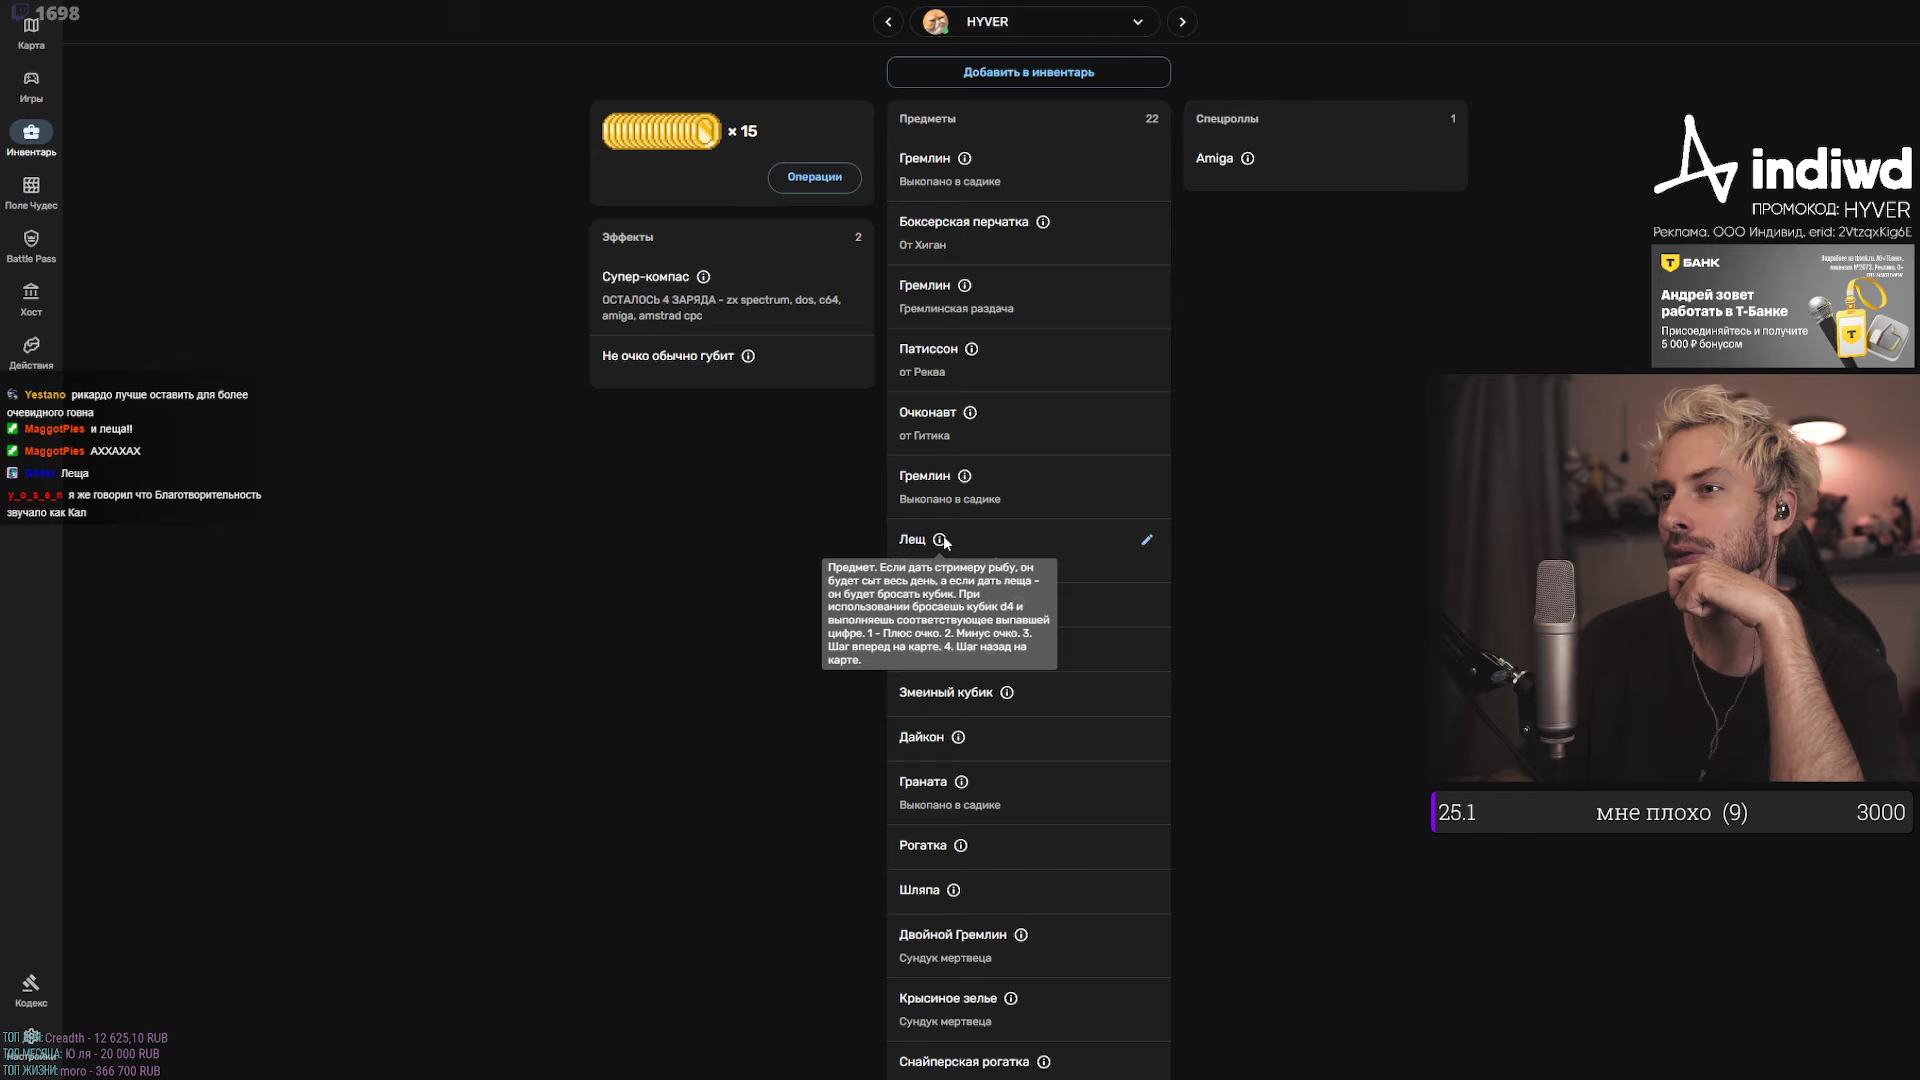 1698
Карта
Игры
Инвентарь
Поле Чудес
Battle Pass
Хост
Действия
Yestano рикардо лучше оставить для более
очевидного говна
MaggotPies и леща!!
MaggotPies АХХАХАХ
Леща
y_o_s_e_n я же говорил что Благотворительность
звучало как Кал
Кодекс
Настройки
ТОП ДНЯ: Creadth - 12 625,10 RUB
ТОП МЕСЯЦА: Ю ля - 20 000 RUB
ТОП ЖИЗНИ: moro - 366 700 RUB
HYVER
Добавить в инвентарь
× 15
Операции
Эффекты 2
Супер-компас
ОСТАЛОСЬ 4 ЗАРЯДА - zx spectrum, dos, c64,
amiga, amstrad cpc
Не очко обычно губит
Предметы 22
Гремлин
Выкопано в садике
Боксерская перчатка
От Хиган
Гремлин
Гремлинская раздача
Патиссон
от Реква
Очконавт
от Гитика
Гремлин
Выкопано в садике
Лещ
Предмет. Если дать стримеру рыбу, он
будет сыт весь день, а если дать леща -
он будет бросать кубик. При
использовании бросаешь кубик d4 и
выполняешь соответствующее выпавшей
цифре. 1 - Плюс очко. 2. Минус очко. 3.
Шаг вперед на карте. 4. Шаг назад на
карте.
Змеиный кубик
Дайкон
Граната
Выкопано в садике
Рогатка
Шляпа
Двойной Гремлин
Сундук мертвеца
Крысиное зелье
Сундук мертвеца
Снайперская рогатка
Спецроллы 1
Amiga
indiwd
ПРОМОКОД: HYVER
Реклама. ООО Индивид. erid: 2VtzqxKig6E
Т БАНК
Андрей зовет
работать в Т-Банке
Присоединяйтесь и получите
5 000 ₽ бонусом
25.1 мне плохо (9) 3000